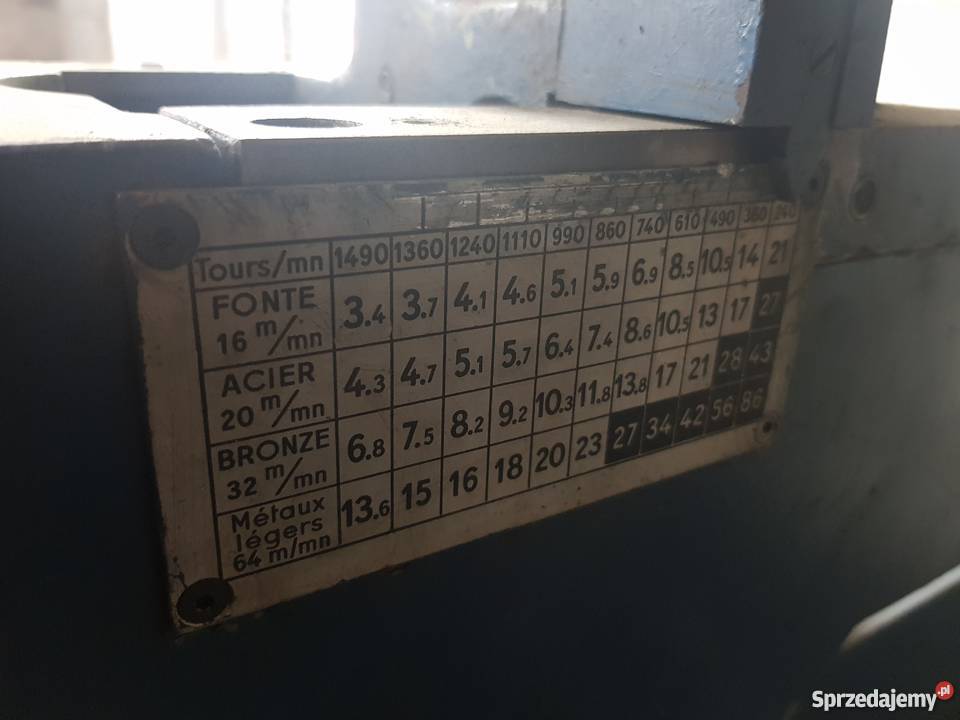 Tours/mn 1490 1360 1240 1110 990 860 740 610 490 360 240
FONTE
16 m/mn 3.4 3.7 4.1 4.6 5.1 5.9 6.9 8.5 10.5 14 21
ACIER
20 m/mn 4.3 4.7 5.1 5.7 6.4 7.4 8.6 10.5 13 17 27
BRONZE
32 m/mn 6.8 7.5 8.2 9.2 10.3 11.8 13.8 17 21 28 43
Métaux
légers
64 m/mn 13.6 15 16 18 20 23 27 34 42 56 86
Sprzedajemy.pl